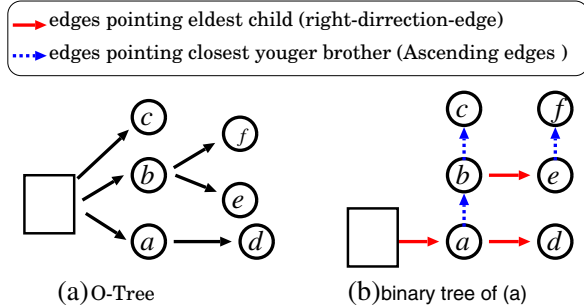 edges pointing eldest child (right-dirrection-edge)
edges pointing closest youger brother (Ascending edges )
c
f
b
e
a
d
(a) O-Tree
c
f
b
e
a
d
(b) binary tree of (a)